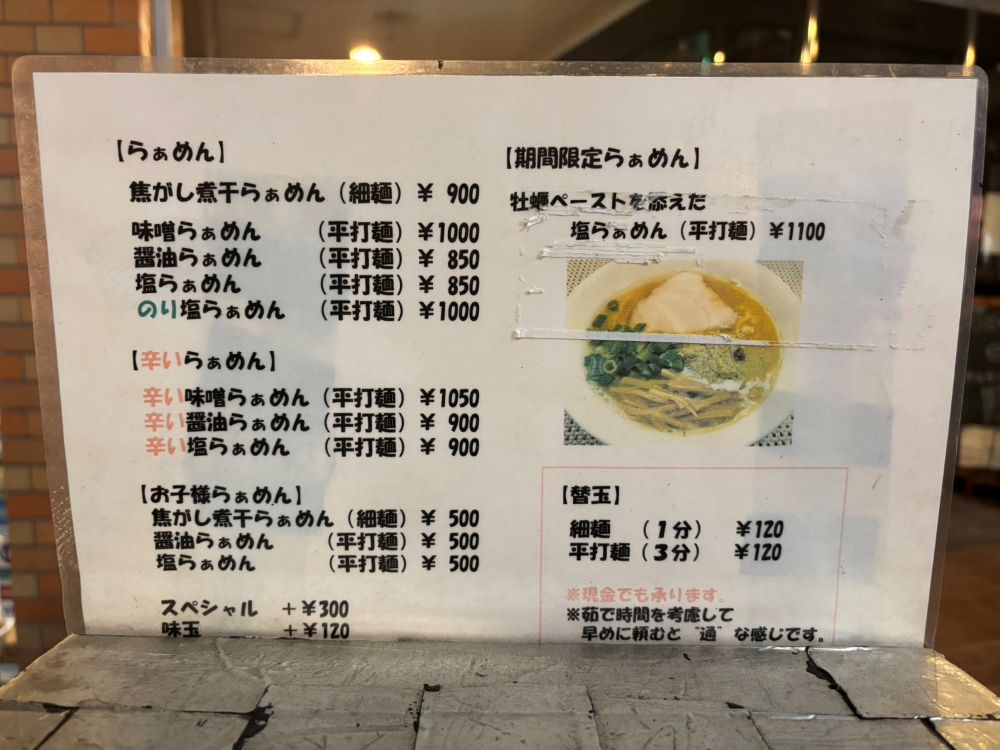 【らぁめん】
焦がし煮干らぁめん（細麺）￥ 900
味噌らぁめん （平打麺）￥1000
醤油らぁめん （平打麺）￥ 850
塩らぁめん （平打麺）￥ 850
のり塩らぁめん （平打麺）￥1000
【辛いらぁめん】
辛い味噌らぁめん（平打麺）￥1050
辛い醤油らぁめん（平打麺）￥ 900
辛い塩らぁめん （平打麺）￥ 900
【お子様らぁめん】
焦がし煮干らぁめん（細麺）￥ 500
醤油らぁめん （平打麺）￥ 500
塩らぁめん （平打麺）￥ 500
スペシャル ＋￥300
味玉 ＋￥120
【期間限定らぁめん】
牡蠣ペーストを添えだ
塩らぁめん（平打麺）￥1100
【替玉】
細麺 （１分） ￥120
平打麺（３分） ￥120
※現金でも承ります。
※茹で時間を考慮して
早めに頼むと〝通〟な感じです。